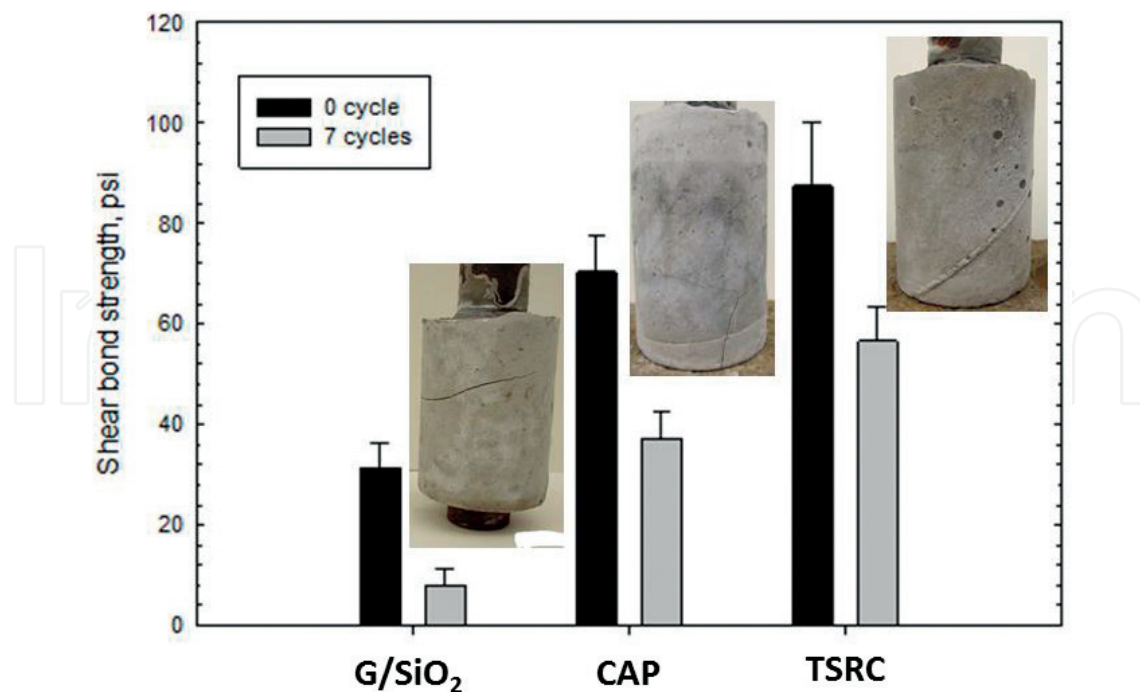 120
100
80
60
40
20
0
Shear bond strength, psi
0 cycle
7 cycles
G/SiO₂
CAP
TSRC